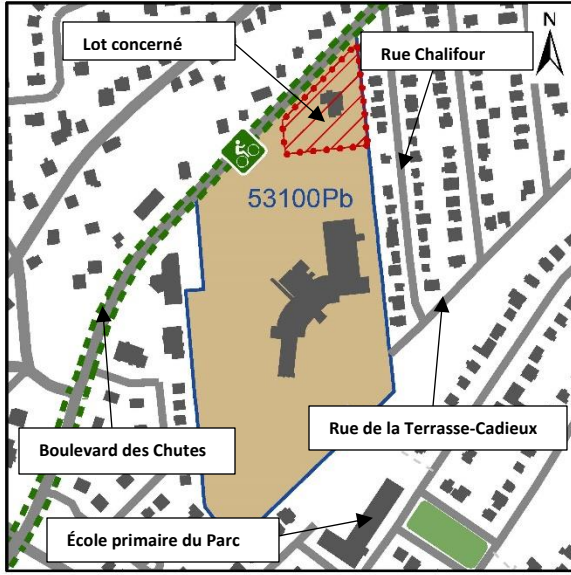 Lot concerné
Rue Chalifour
N
53100Pb
Boulevard des Chutes
Rue de la Terrasse-Cadieux
École primaire du Parc